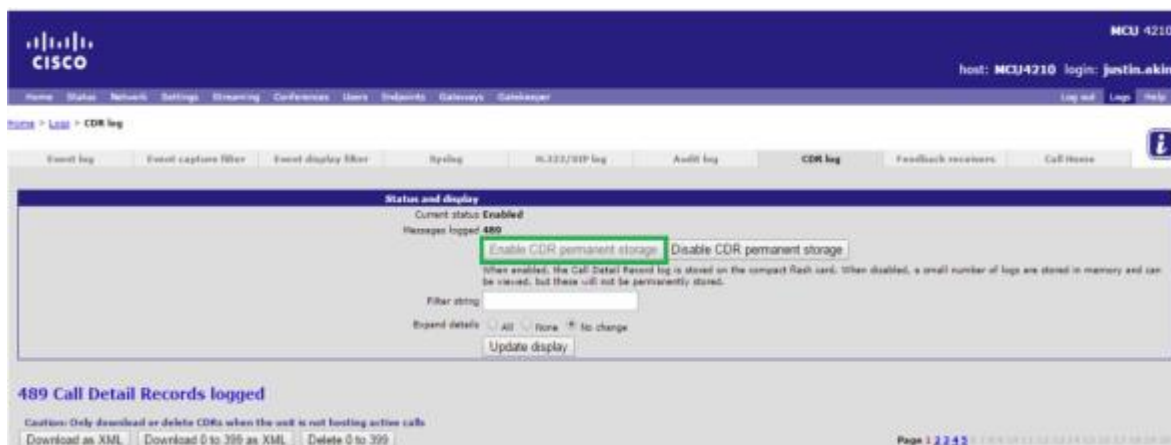 MCU 4210
CISCO
host: MCU4210 login: justin.akin
Home Status Network Settings Streaming Conferences Users Endpoints Gateways Gatekeeper Log out Logs Help
Home > Logs > CDR log
Event log Event capture filter Event display filter Syslog H.323/SIP log Audit log CDR log Feedback receivers Call Home
Status and display
Current status Enabled
Messages logged 489
Enable CDR permanent storage Disable CDR permanent storage
When enabled, the Call Detail Record log is stored on the compact flash card. When disabled, a small number of logs are stored in memory and can
be viewed, but these will not be permanently stored.
Filter string
Expand details All None No change
Update display
489 Call Detail Records logged
Caution: Only download or delete CDRs when the unit is not hosting active calls
Download as XML Download 0 to 399 as XML Delete 0 to 399 Page 1 2 3 4 5